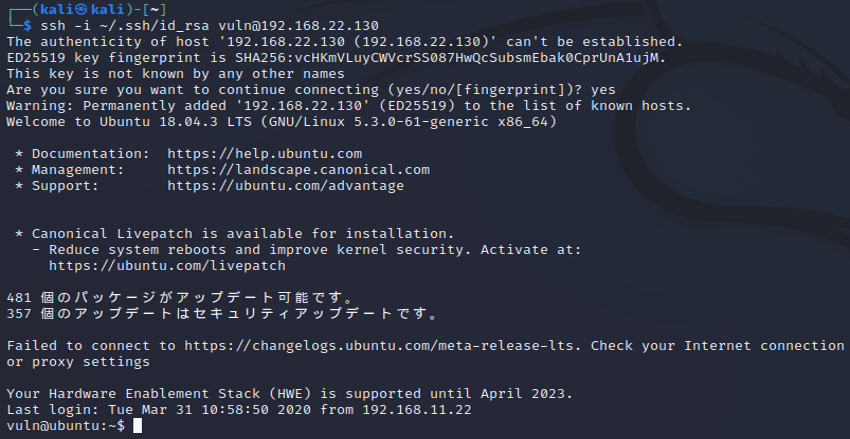 ┌──(kali㉿kali)-[~]
└─$ ssh -i ~/.ssh/id_rsa vuln@192.168.22.130
The authenticity of host '192.168.22.130 (192.168.22.130)' can't be established.
ED25519 key fingerprint is SHA256:vcHKmVLuyCWVcrSS087HwQcSubsmEbak0CprUnA1ujM.
This key is not known by any other names
Are you sure you want to continue connecting (yes/no/[fingerprint])? yes
Warning: Permanently added '192.168.22.130' (ED25519) to the list of known hosts.
Welcome to Ubuntu 18.04.3 LTS (GNU/Linux 5.3.0-61-generic x86_64)
* Documentation:  https://help.ubuntu.com
* Management:     https://landscape.canonical.com
* Support:        https://ubuntu.com/advantage
* Canonical Livepatch is available for installation.
- Reduce system reboots and improve kernel security. Activate at:
https://ubuntu.com/livepatch
481 個のパッケージがアップデート可能です。
357 個のアップデートはセキュリティアップデートです。
Failed to connect to https://changelogs.ubuntu.com/meta-release-lts. Check your Internet connection
or proxy settings
Your Hardware Enablement Stack (HWE) is supported until April 2023.
Last login: Tue Mar 31 10:58:50 2020 from 192.168.11.22
vuln@ubuntu:~$